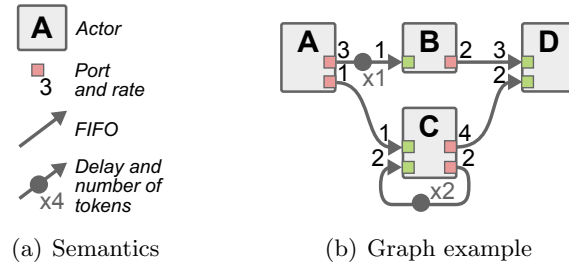 A Actor
3 Port and rate
FIFO
x4 Delay and number of tokens
(a) Semantics
A B D
3 1 2 3
x1
1 2
C
1 4
2 2
x2
(b) Graph example